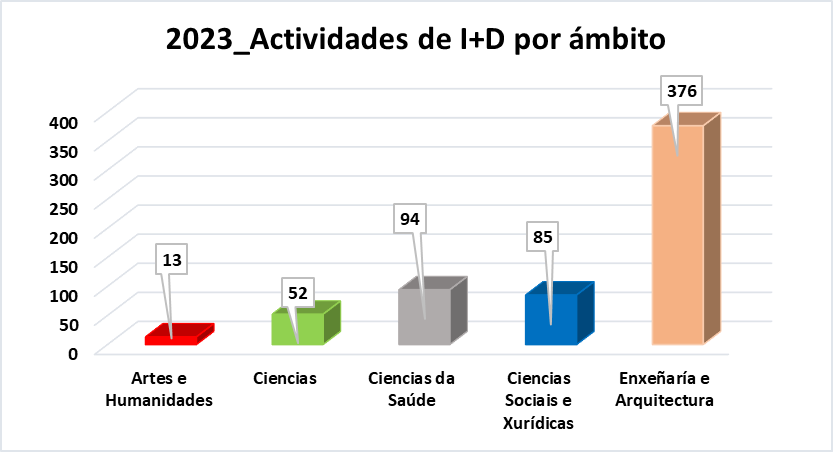 2023_Actividades de I+D por ámbito
400
350
300
250
200
150
100
50
0
13
52
94
85
376
Artes e
Humanidades
Ciencias
Ciencias da
Saúde
Ciencias
Sociais e
Xurídicas
Enxeñaría e
Arquitectura